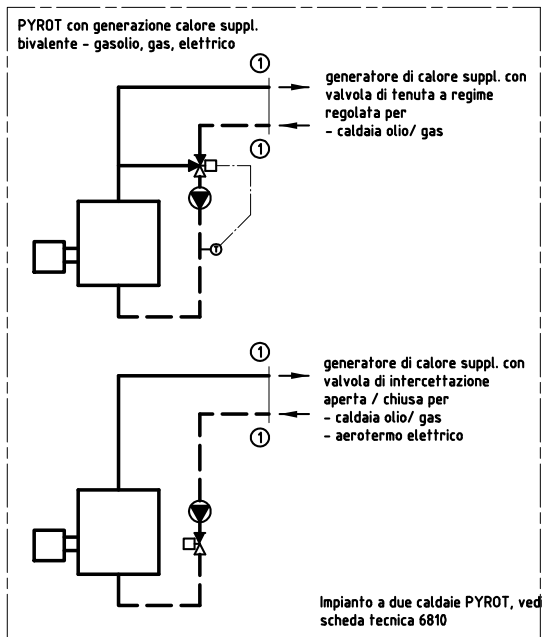 PYROT con generazione calore suppl.
bivalente - gasolio, gas, elettrico
1
generatore di calore suppl. con
valvola di tenuta a regime
regolata per
- caldaia olio/ gas
1
T
1
generatore di calore suppl. con
valvola di intercettazione
aperta / chiusa per
- caldaia olio/ gas
- aerotermo elettrico
1
Impianto a due caldaie PYROT, vedi
scheda tecnica 6810